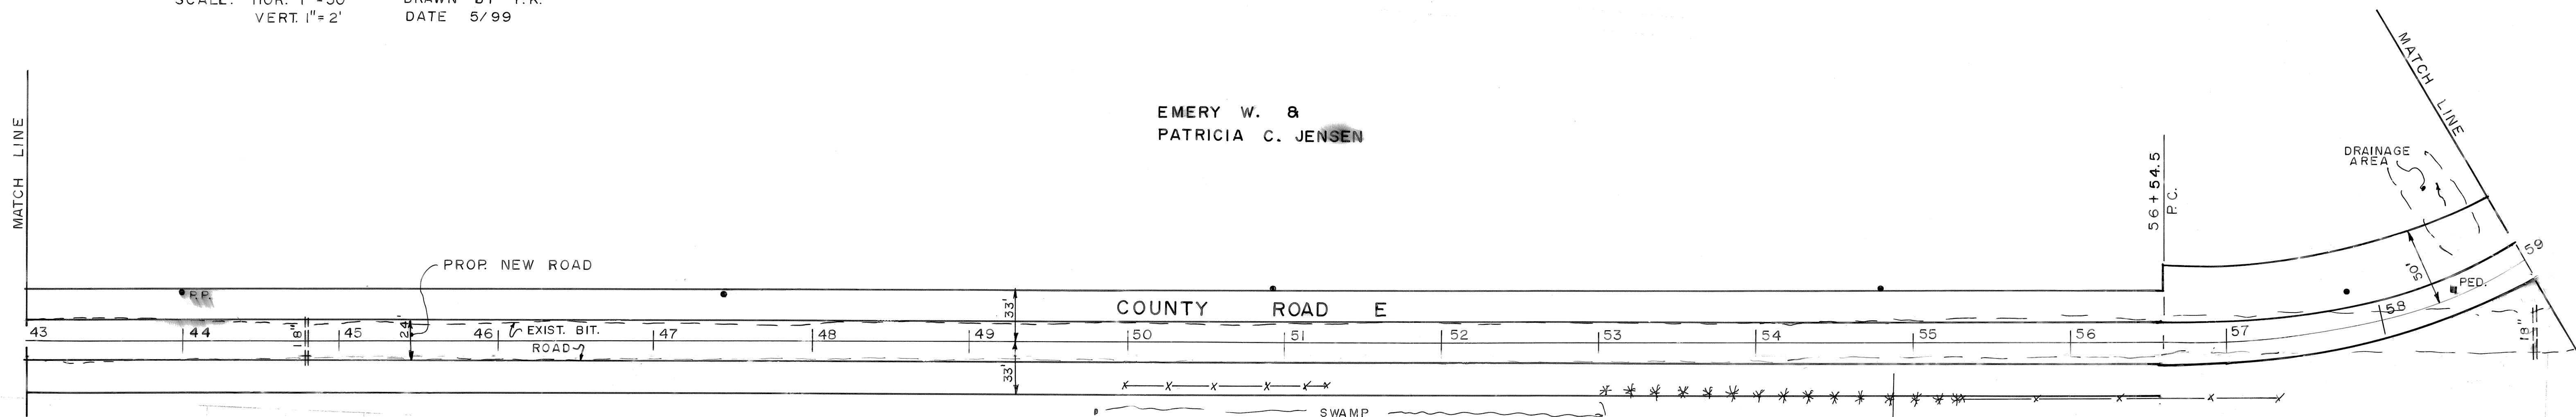 SCALE: HOR. 1"=50' DRAWN BY T.R.
VERT. 1"=2' DATE 5/99
MATCH LINE
EMERY W. &
PATRICIA C. JENSEN
MATCH LINE
DRAINAGE
AREA
56+54.5
P.C.
PROP. NEW ROAD
P.P.
33'
COUNTY ROAD E
50'
PED.
59
43 44 18" 45 24' 46 EXIST. BIT. 47 48 49 50 51 52 53 54 55 56 57 58
ROAD
18"
33'
SWAMP